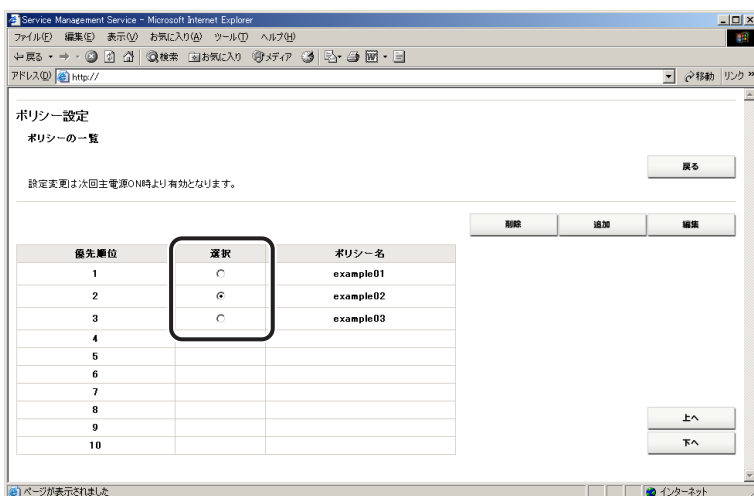 Service Management Service - Microsoft Internet Explorer
ファイル(F) 編集(E) 表示(V) お気に入り(A) ツール(T) ヘルプ(H)
戻る 検索 お気に入り メディア
アドレス(D) http:// 移動 リンク »
ポリシー設定
ポリシーの一覧
戻る
設定変更は次回主電源ON時より有効となります。
削除 追加 編集
優先順位 選択 ポリシー名
1 example01
2 example02
3 example03
4
5
6
7
8
9
10
上へ
下へ
ページが表示されました インターネット